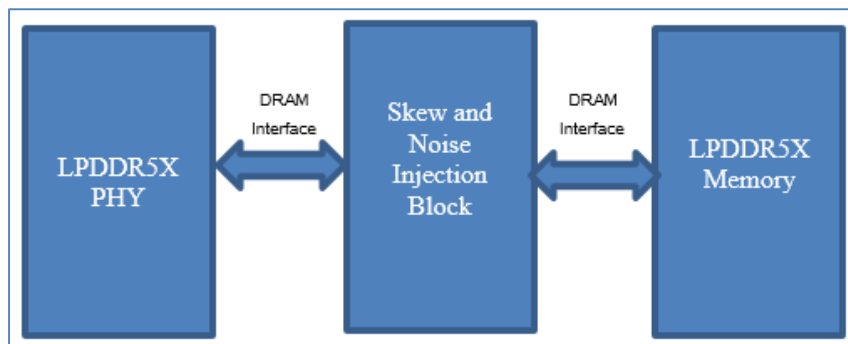 LPDDR5X
PHY
DRAM
Interface
Skew and
Noise
Injection
Block
DRAM
Interface
LPDDR5X
Memory